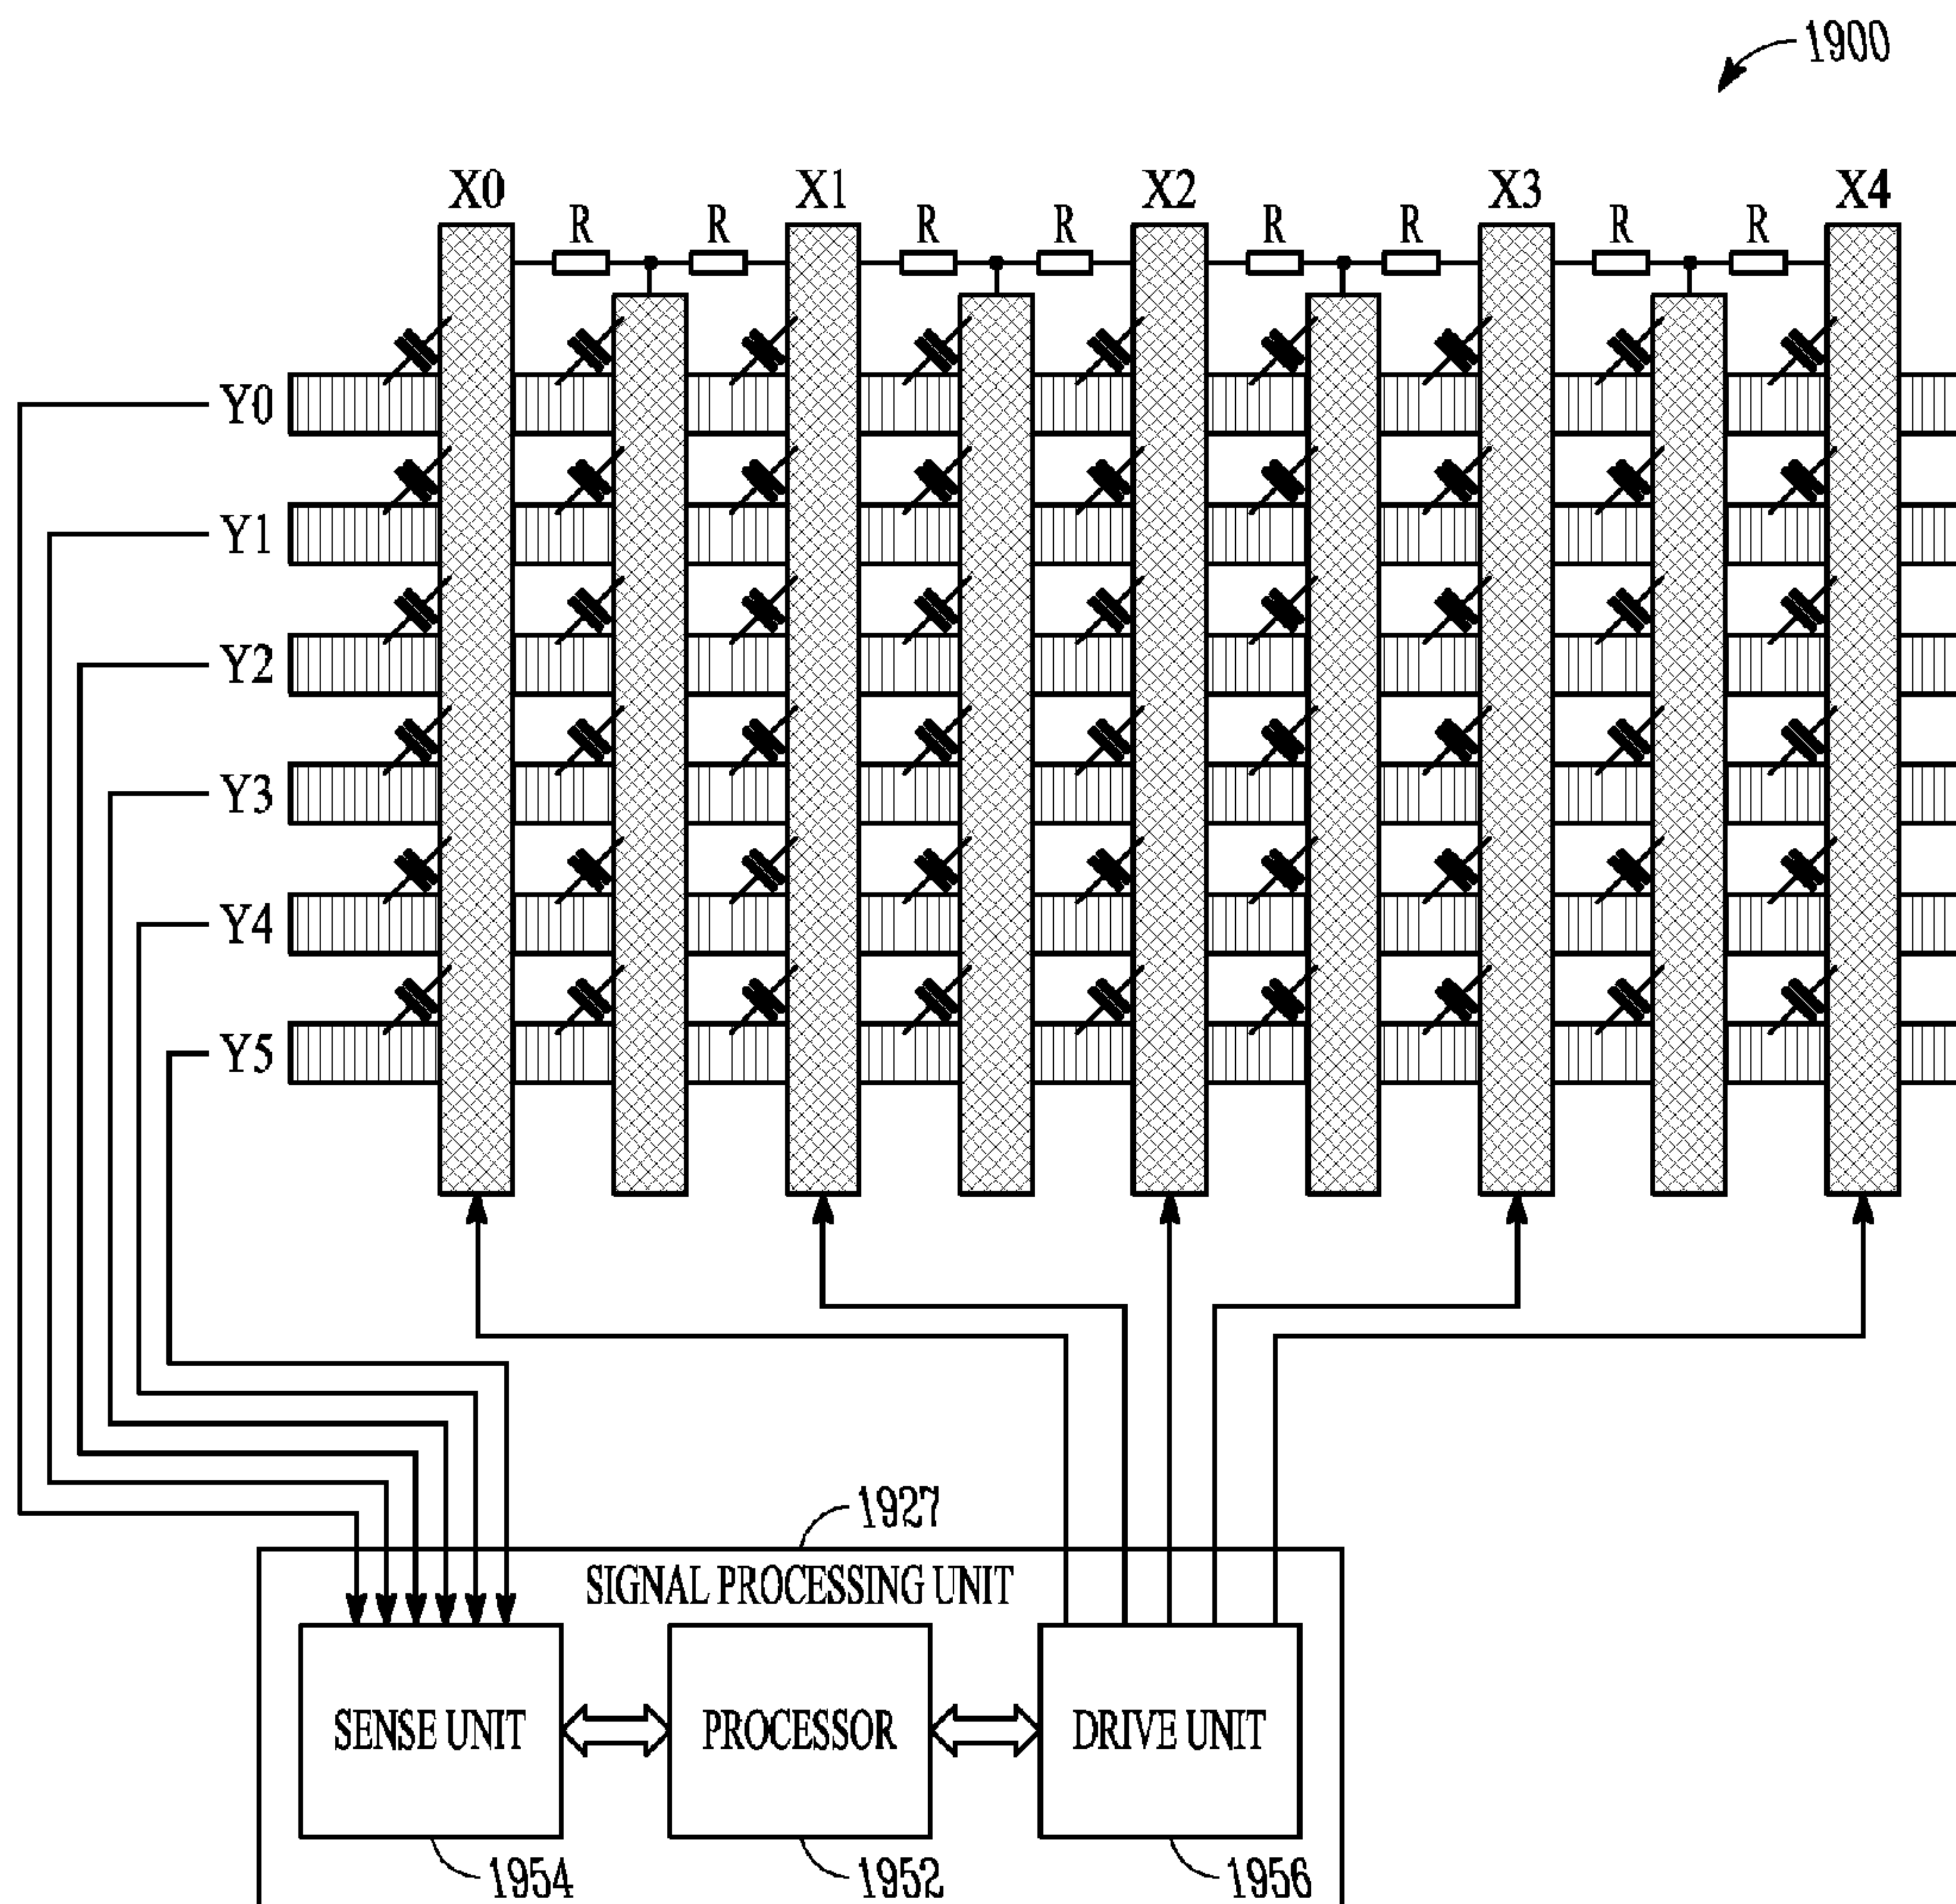 1900
X0 X1 X2 X3 X4
R R R R R R R R
Y0
Y1
Y2
Y3
Y4
Y5
1927
SIGNAL PROCESSING UNIT
SENSE UNIT PROCESSOR DRIVE UNIT
1954 1952 1956